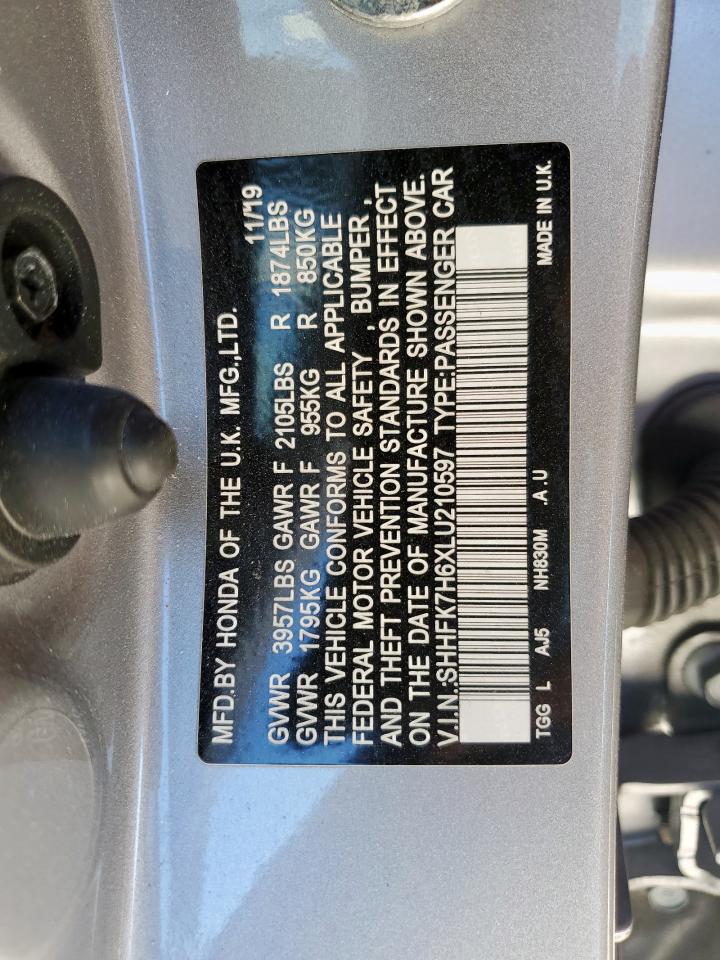 MFD.BY HONDA OF THE U.K. MFG.,LTD. 11/19
GVWR 3957LBS GAWR F 2105LBS R 1874LBS
GVWR 1795KG GAWR F 955KG R 850KG
THIS VEHICLE CONFORMS TO ALL APPLICABLE
FEDERAL MOTOR VEHICLE SAFETY , BUMPER ,
AND THEFT PREVENTION STANDARDS IN EFFECT
ON THE DATE OF MANUFACTURE SHOWN ABOVE.
V.I.N.:SHHFK7H6XLU210597 TYPE:PASSENGER CAR
TGG L AJ5 NH830M .A .U MADE IN U.K.